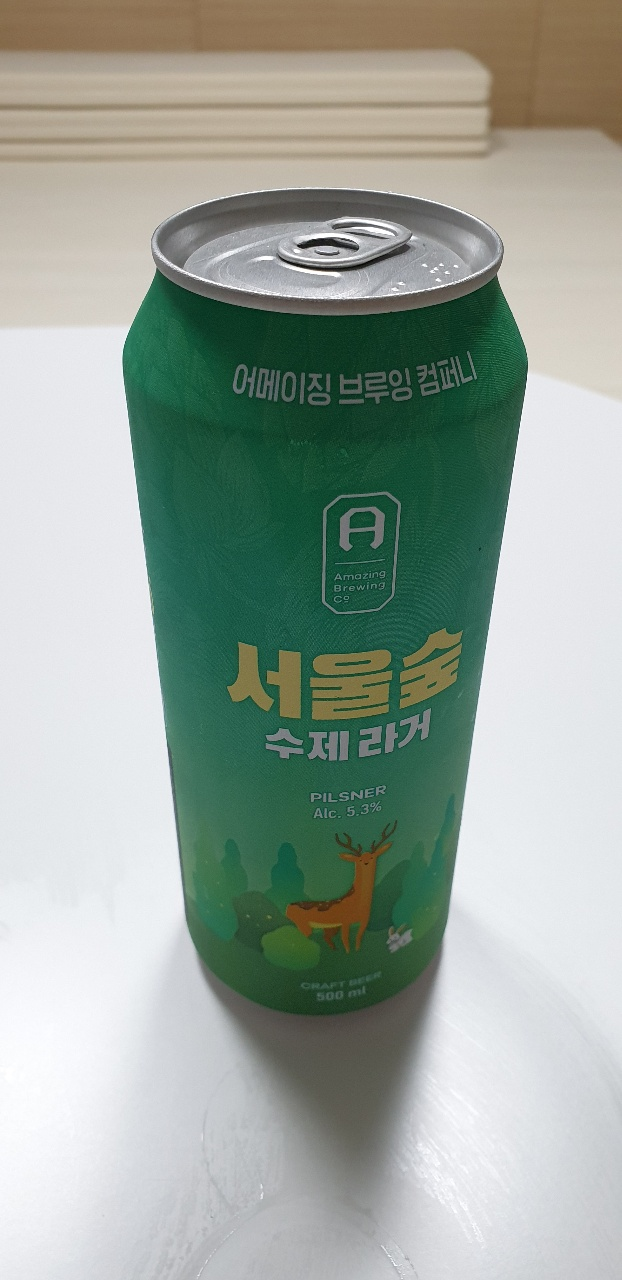 어메이징 브루잉 컴퍼니
A
Amazing
Brewing
Co
서울숲
수제 라거
PILSNER
Alc. 5.3%
CRAFT BEER
500 ml